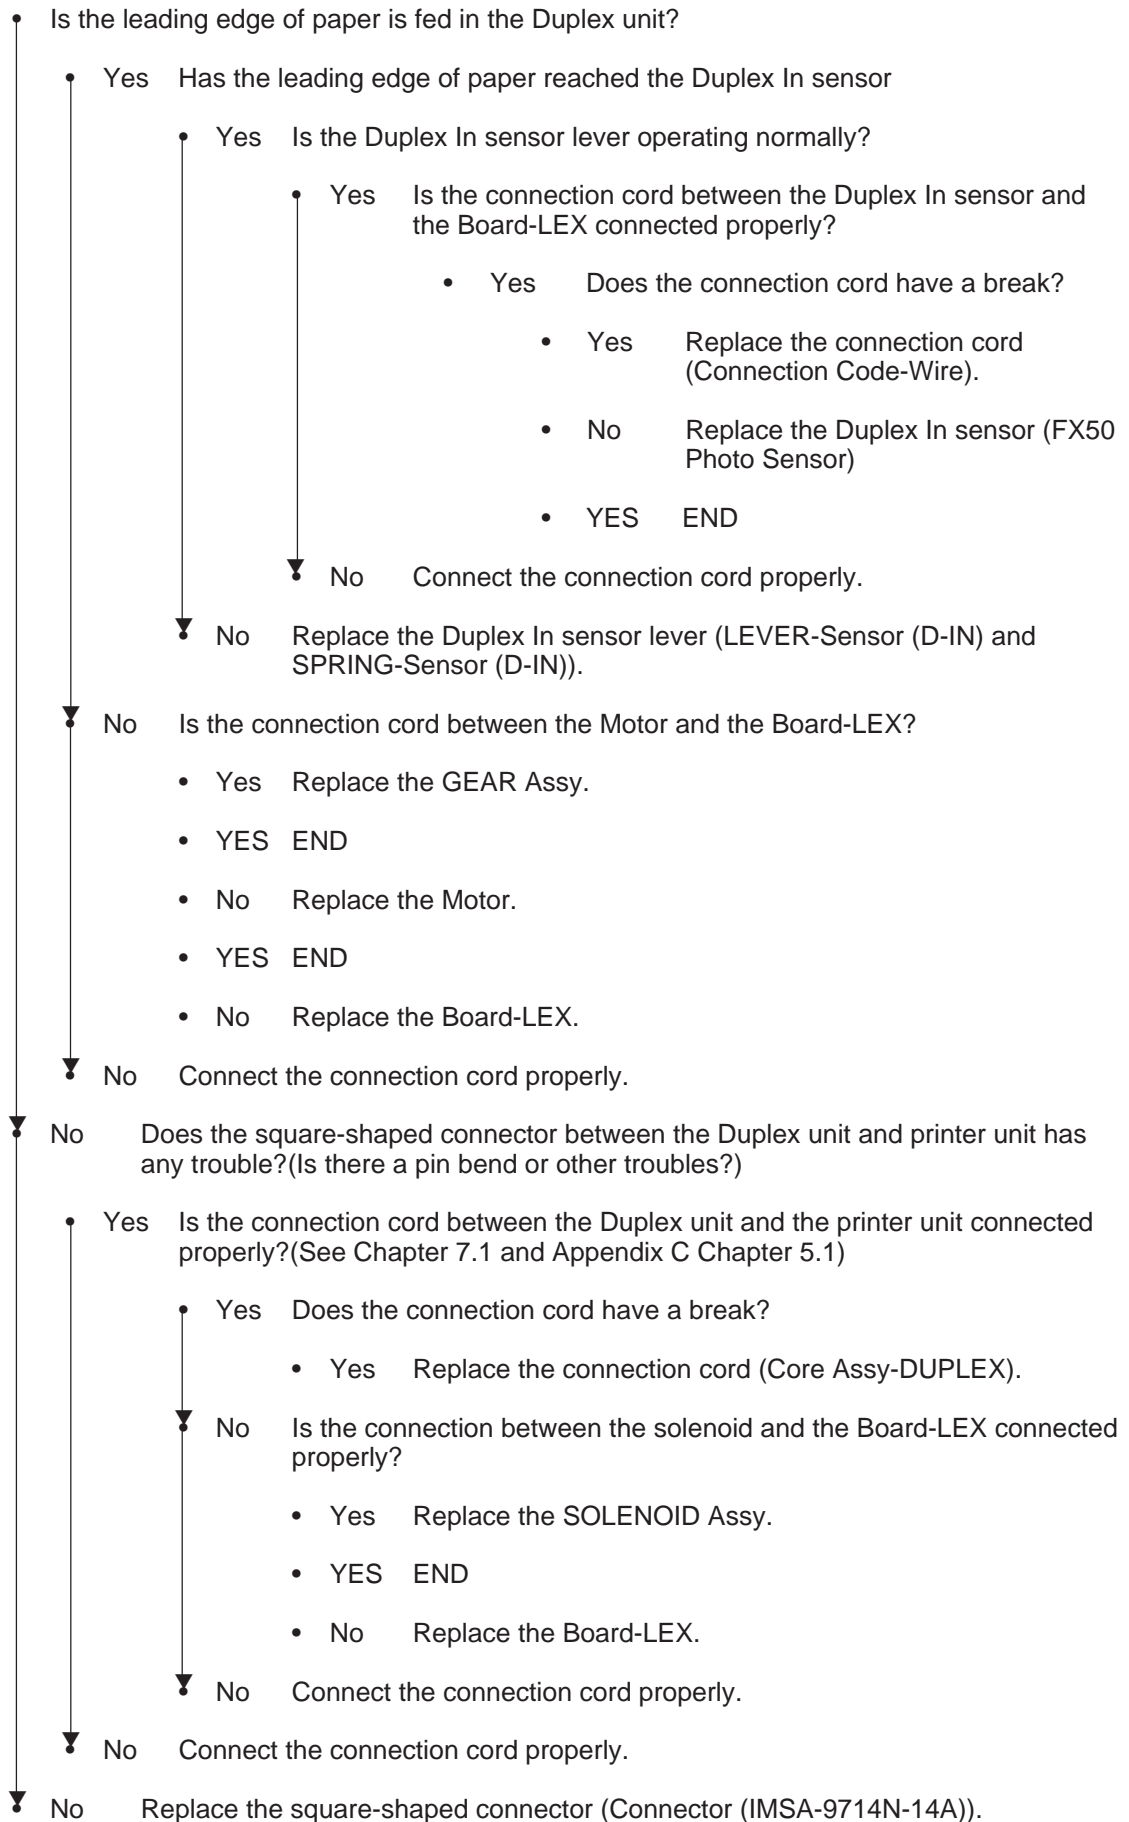 • Is the leading edge of paper is fed in the Duplex unit?
• Yes Has the leading edge of paper reached the Duplex In sensor
• Yes Is the Duplex In sensor lever operating normally?
• Yes Is the connection cord between the Duplex In sensor and
the Board-LEX connected properly?
• Yes Does the connection cord have a break?
• Yes Replace the connection cord
(Connection Code-Wire).
• No Replace the Duplex In sensor (FX50
Photo Sensor)
• YES END
• No Connect the connection cord properly.
• No Replace the Duplex In sensor lever (LEVER-Sensor (D-IN) and
SPRING-Sensor (D-IN)).
• No Is the connection cord between the Motor and the Board-LEX?
• Yes Replace the GEAR Assy.
• YES END
• No Replace the Motor.
• YES END
• No Replace the Board-LEX.
• No Connect the connection cord properly.
• No Does the square-shaped connector between the Duplex unit and printer unit has
any trouble?(Is there a pin bend or other troubles?)
• Yes Is the connection cord between the Duplex unit and the printer unit connected
properly?(See Chapter 7.1 and Appendix C Chapter 5.1)
• Yes Does the connection cord have a break?
• Yes Replace the connection cord (Core Assy-DUPLEX).
• No Is the connection between the solenoid and the Board-LEX connected
properly?
• Yes Replace the SOLENOID Assy.
• YES END
• No Replace the Board-LEX.
• No Connect the connection cord properly.
• No Connect the connection cord properly.
• No Replace the square-shaped connector (Connector (IMSA-9714N-14A)).